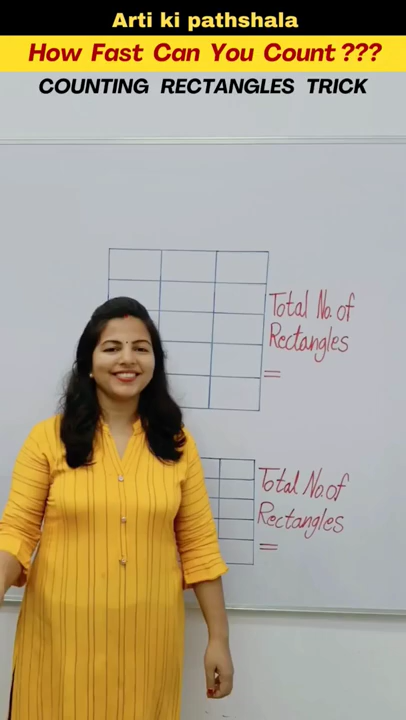 Arti ki pathshala
How Fast Can You Count ???
COUNTING RECTANGLES TRICK
Total No. of
Rectangles
=
Total No. of
Rectangles
=